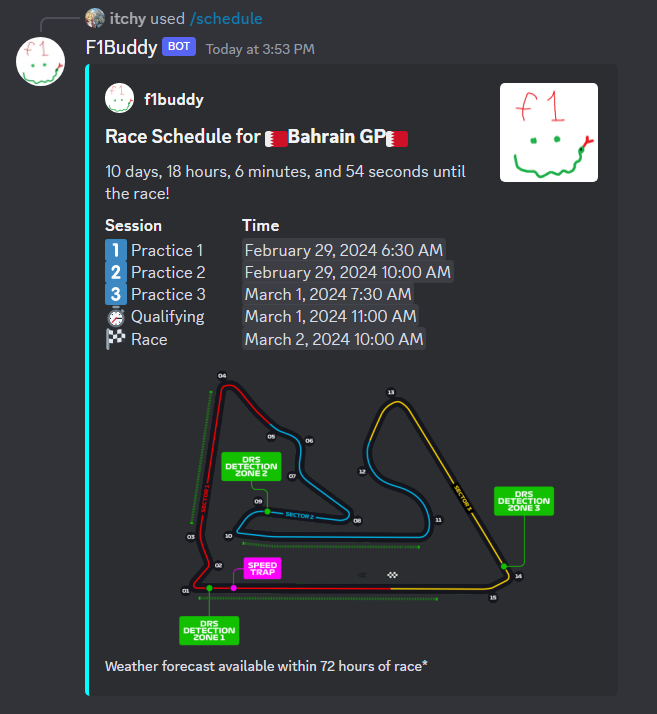 itchy used /schedule
f1
F1Buddy BOT Today at 3:53 PM
f1buddy
f1
Race Schedule for Bahrain GP
10 days, 18 hours, 6 minutes, and 54 seconds until
the race!
Session Time
1 Practice 1 February 29, 2024 6:30 AM
2 Practice 2 February 29, 2024 10:00 AM
3 Practice 3 March 1, 2024 7:30 AM
Qualifying March 1, 2024 11:00 AM
Race March 2, 2024 10:00 AM
04
13
05
06
DRS
DETECTION
ZONE 2
07
12
SECTOR 1
SECTOR 3
DRS
DETECTION
ZONE 3
09
SECTOR 2
08
11
03
10
02
SPEED
TRAP
14
01
15
DRS
DETECTION
ZONE 1
Weather forecast available within 72 hours of race*